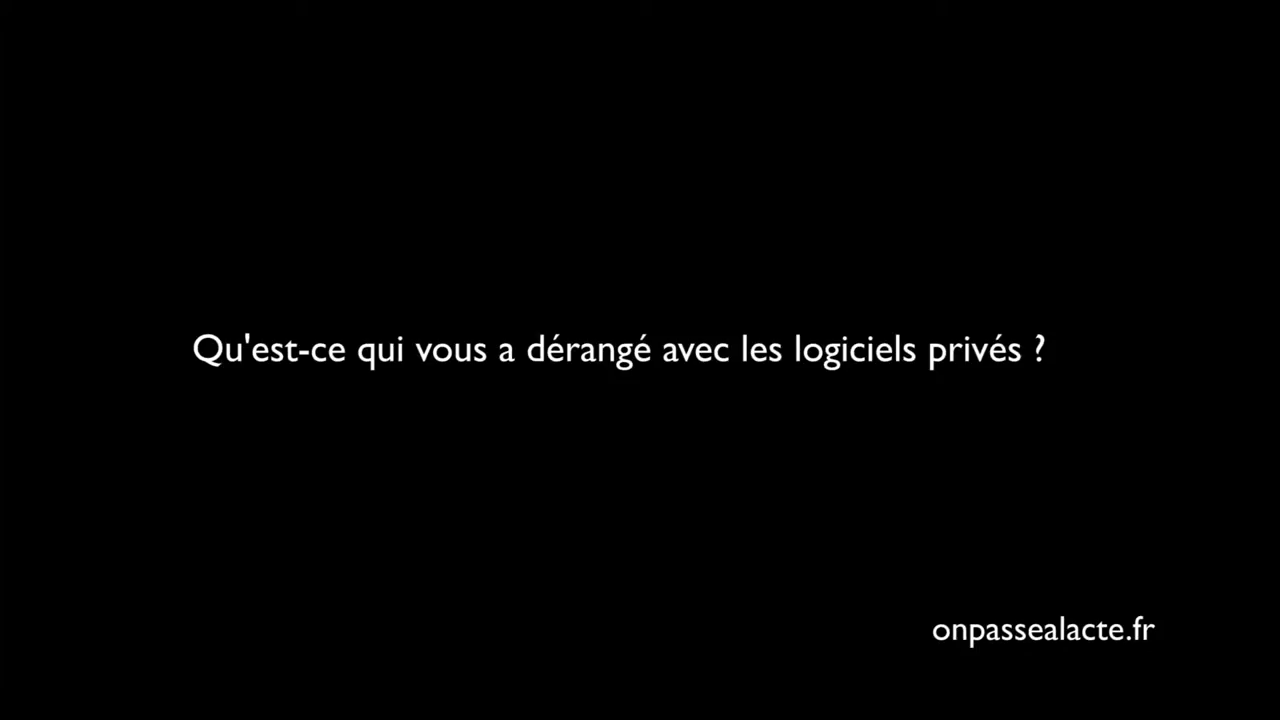 Qu'est-ce qui vous a dérangé avec les logiciels privés ?
onpassealacte.fr